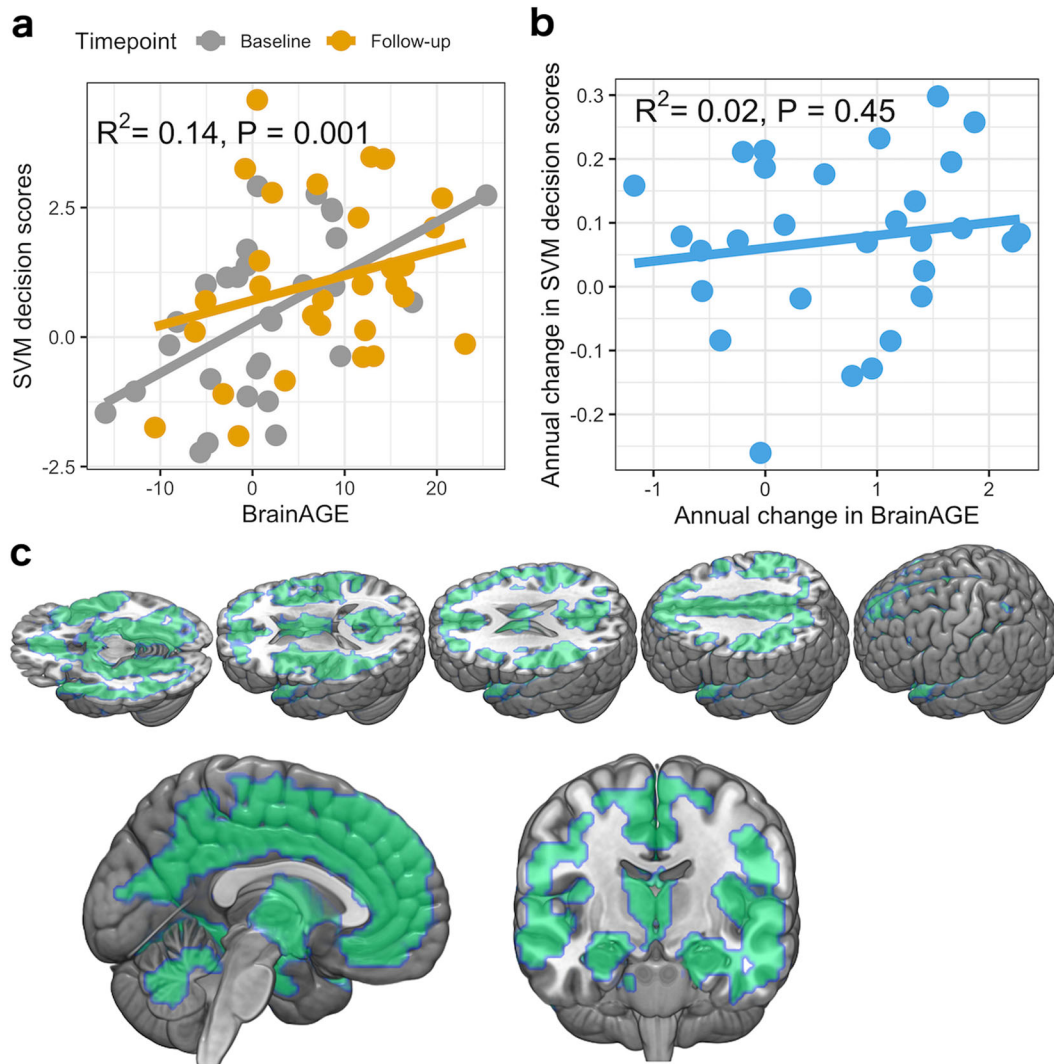 a
Timepoint Baseline Follow-up
R²= 0.14, P = 0.001
SVM decision scores
2.5
0.0
-2.5
-10 0 10 20
BrainAGE
b
R²= 0.02, P = 0.45
Annual change in SVM decision scores
0.3
0.2
0.1
0.0
-0.1
-0.2
-1 0 1 2
Annual change in BrainAGE
c